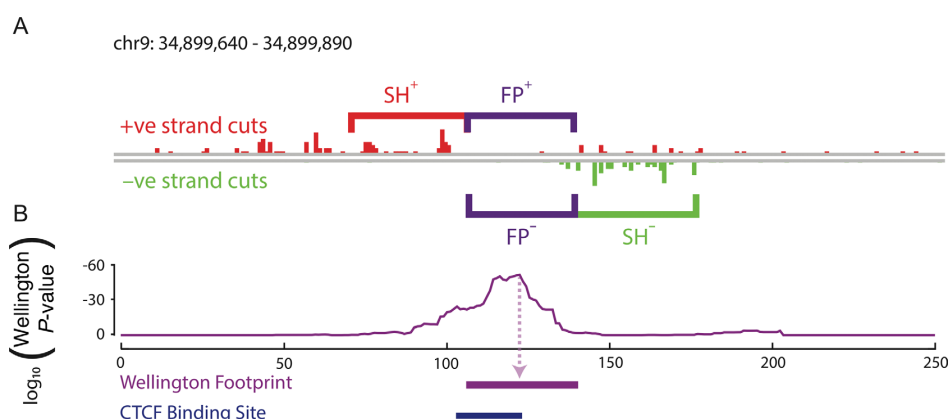 A
chr9: 34,899,640 - 34,899,890
SH+ FP+
+ve strand cuts
−ve strand cuts
FP− SH−
B
log10 (Wellington P-value)
-60
-30
0
0 50 100 150 200 250
Wellington Footprint
CTCF Binding Site